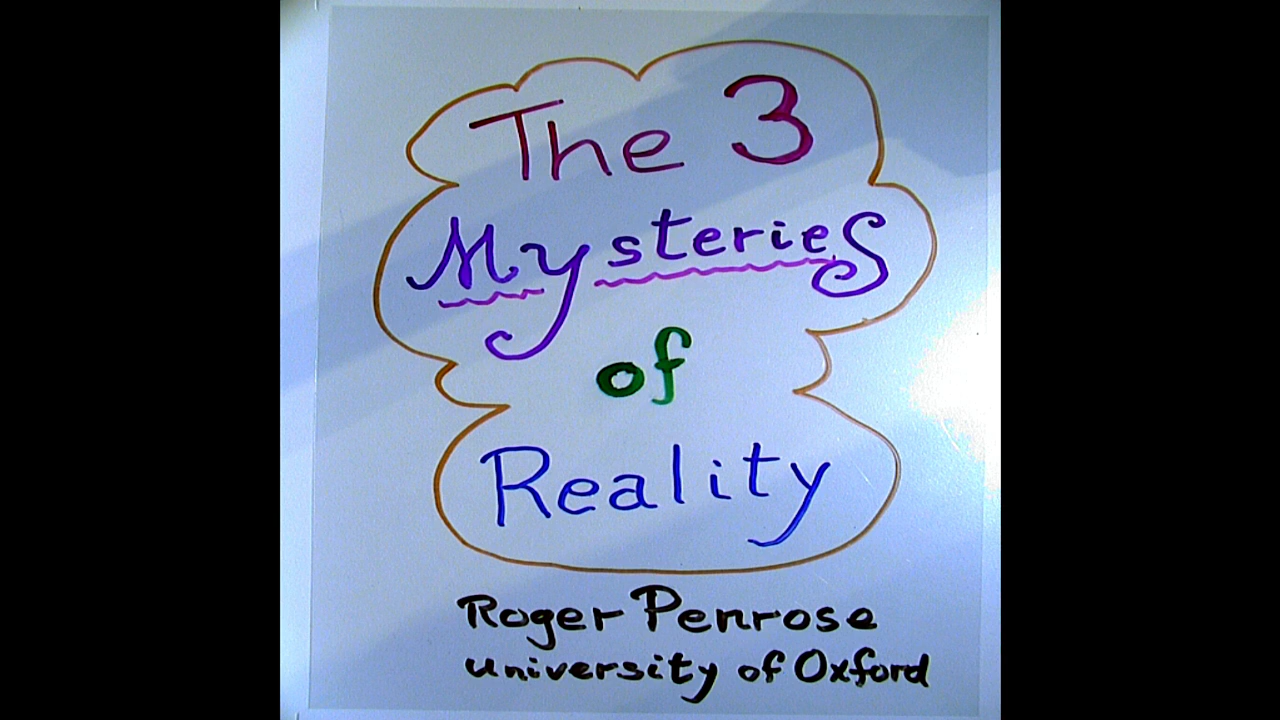 The 3
Mysteries
of
Reality
Roger Penrose
University of Oxford